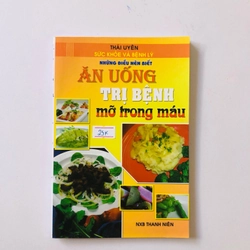 THÁI UYÊN
SỨC KHỎE VÀ BỆNH LÝ
NHỮNG ĐIỀU NÊN BIẾT
ĂN UỐNG
TRỊ BỆNH
mỡ trong máu
25k
NXB THANH NIÊN